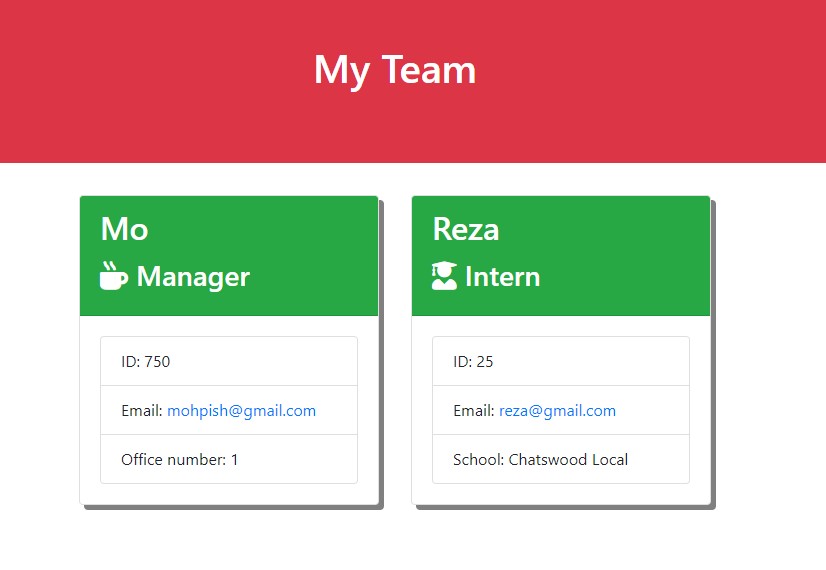 My Team
Mo
Manager
ID: 750
Email: mohpish@gmail.com
Office number: 1
Reza
Intern
ID: 25
Email: reza@gmail.com
School: Chatswood Local